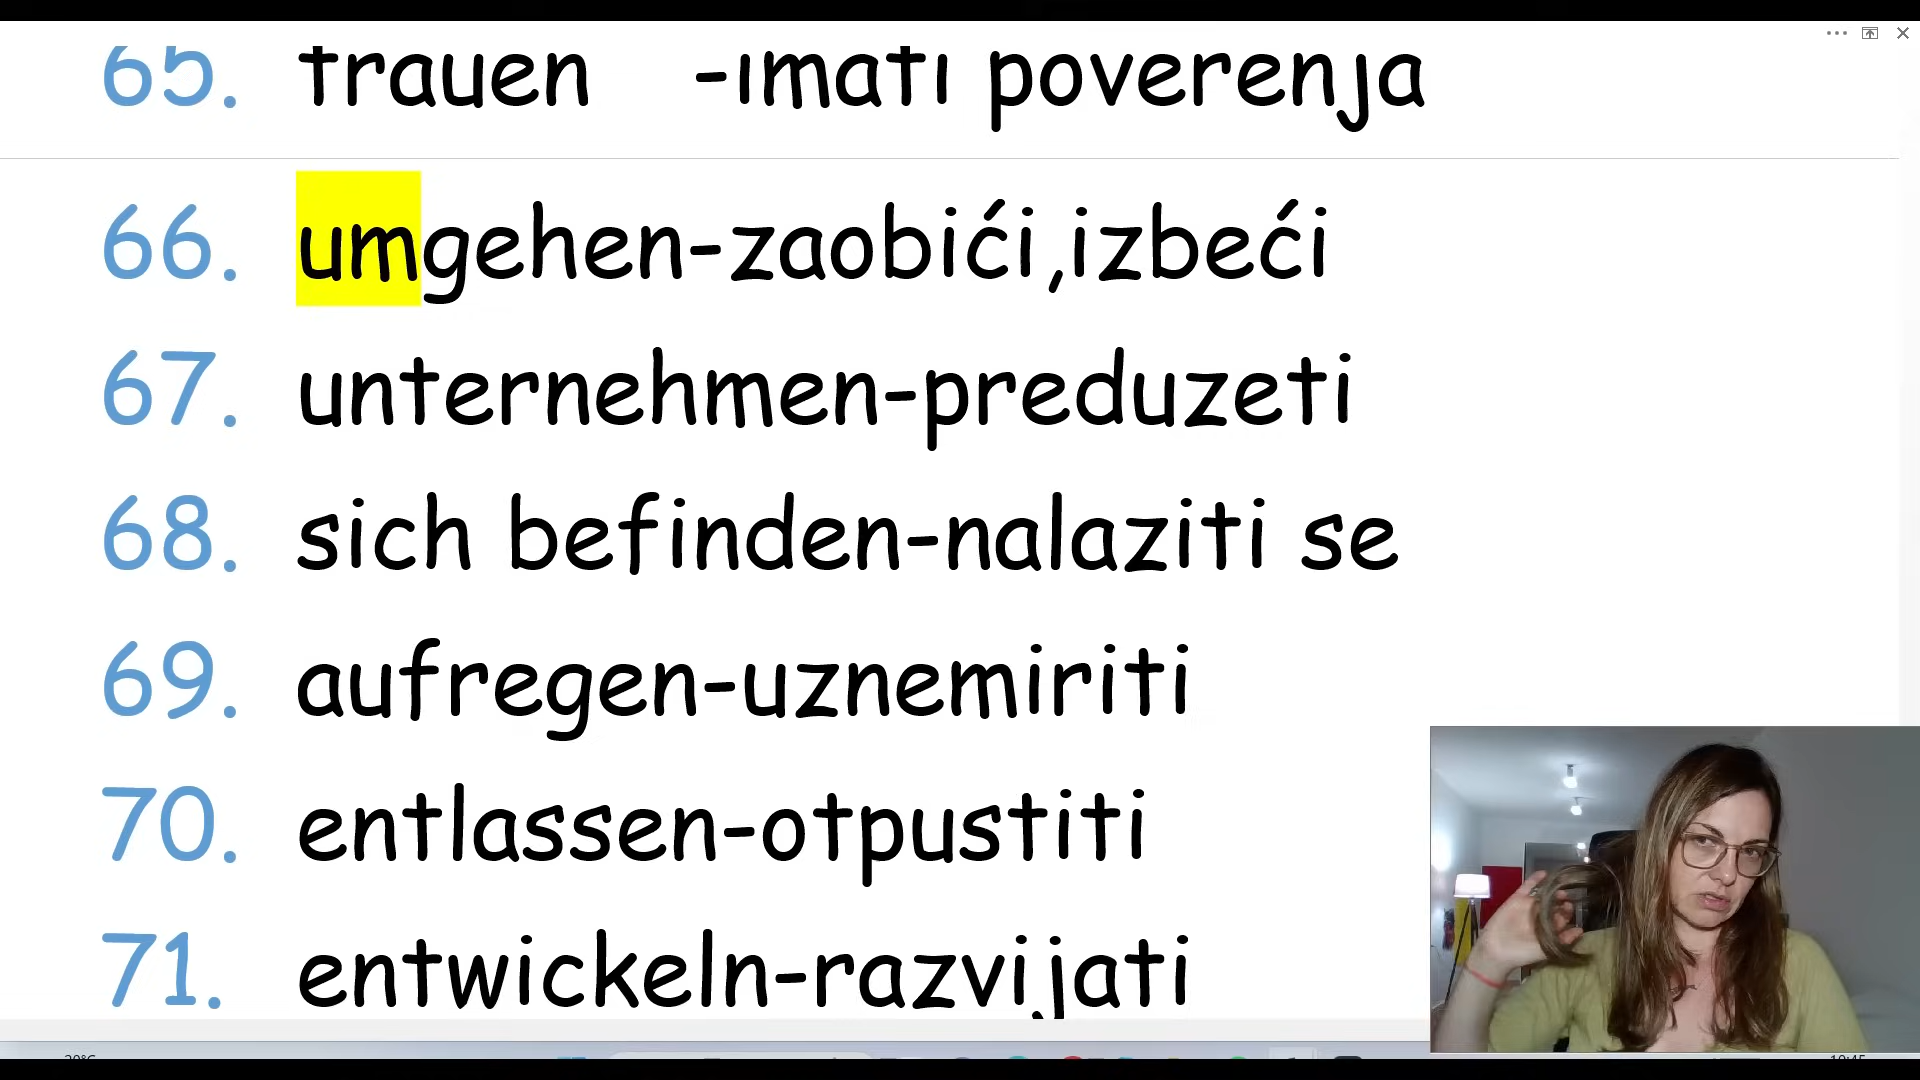 65. trauen -imati poverenja
66. umgehen-zaobići,izbeći
67. unternehmen-preduzeti
68. sich befinden-nalaziti se
69. aufregen-uznemiriti
70. entlassen-otpustiti
71. entwickeln-razvijati